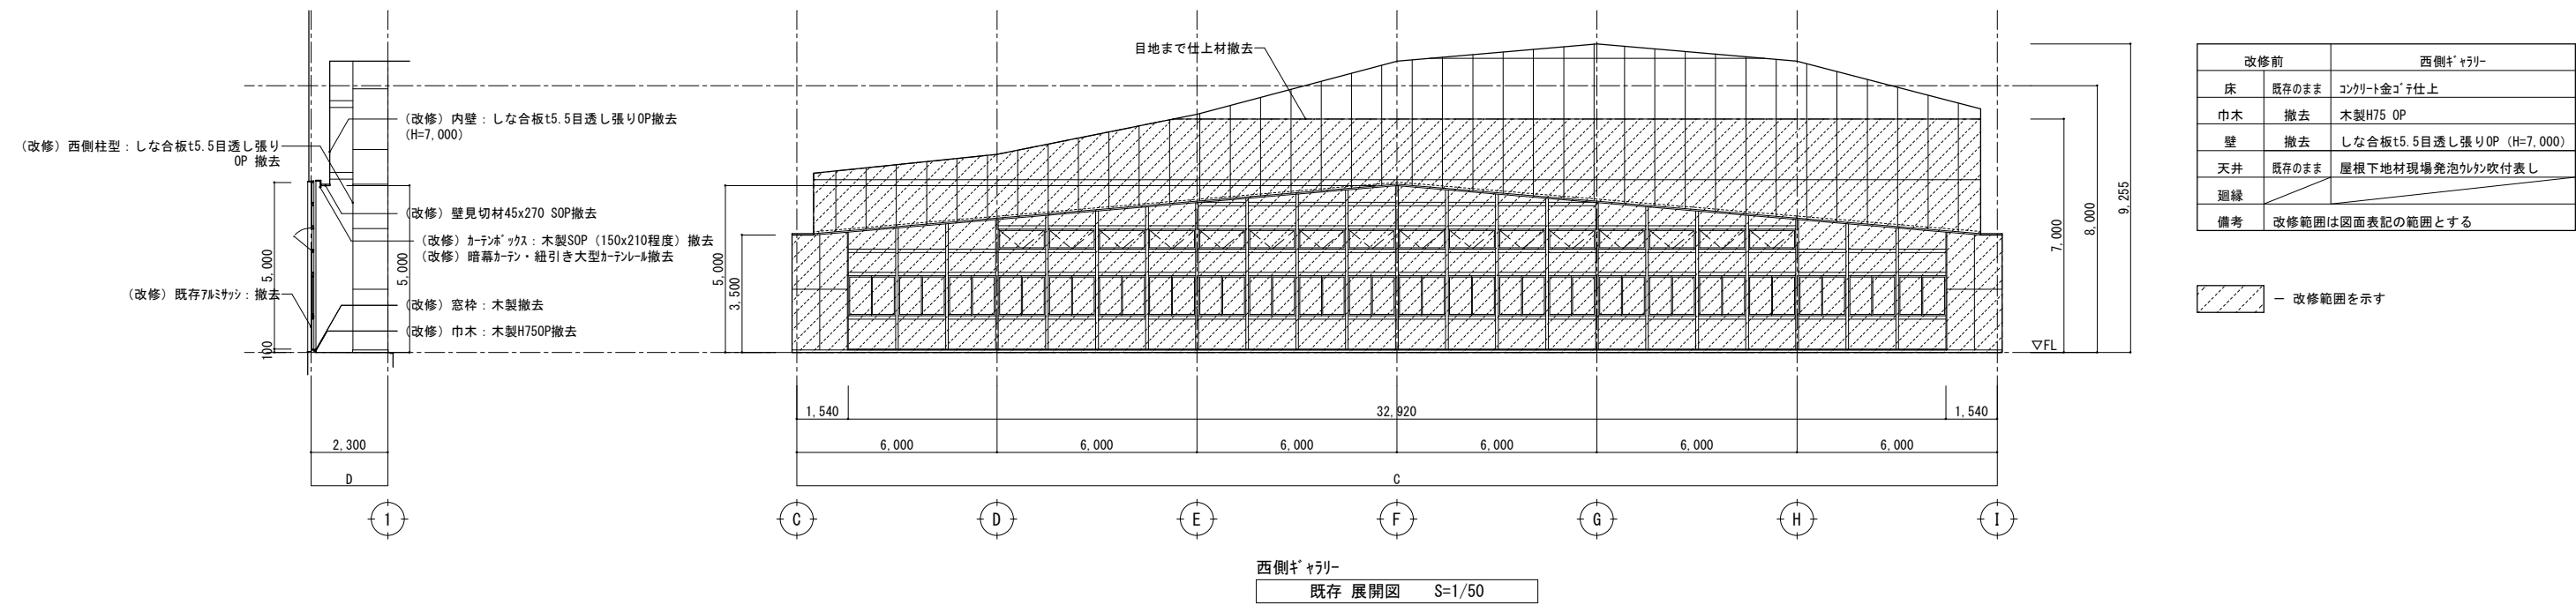 目地まで仕上材撤去
(改修) 内壁：しな合板t5.5目透し張りOP撤去
(H=7,000)
(改修) 西側柱型：しな合板t5.5目透し張り
OP 撤去
(改修) 壁見切材45x270 SOP撤去
(改修) ｶｰﾃﾝﾎﾞｯｸｽ：木製SOP (150x210程度) 撤去
(改修) 暗幕ｶｰﾃﾝ・紐引き大型ｶｰﾃﾝﾚｰﾙ撤去
(改修) 既存ｱﾙﾐｻｯｼ：撤去
(改修) 窓枠：木製撤去
(改修) 巾木：木製H75OP撤去
5,000
100
5,000
5,000
3,500
7,000
8,000
9,255
▽FL
2,300
D
1
1,540
32,920
1,540
6,000
6,000
6,000
6,000
6,000
6,000
C
C
D
E
F
G
H
I
西側ｷﾞｬﾗﾘｰ
既存 展開図 S=1/50
改修前 西側ｷﾞｬﾗﾘｰ
床 既存のまま ｺﾝｸﾘｰﾄ金ｺﾞﾃ仕上
巾木 撤去 木製H75 OP
壁 撤去 しな合板t5.5目透し張りOP (H=7,000)
天井 既存のまま 屋根下地材現場発泡ｳﾚﾀﾝ吹付表し
廻縁
備考 改修範囲は図面表記の範囲とする
― 改修範囲を示す